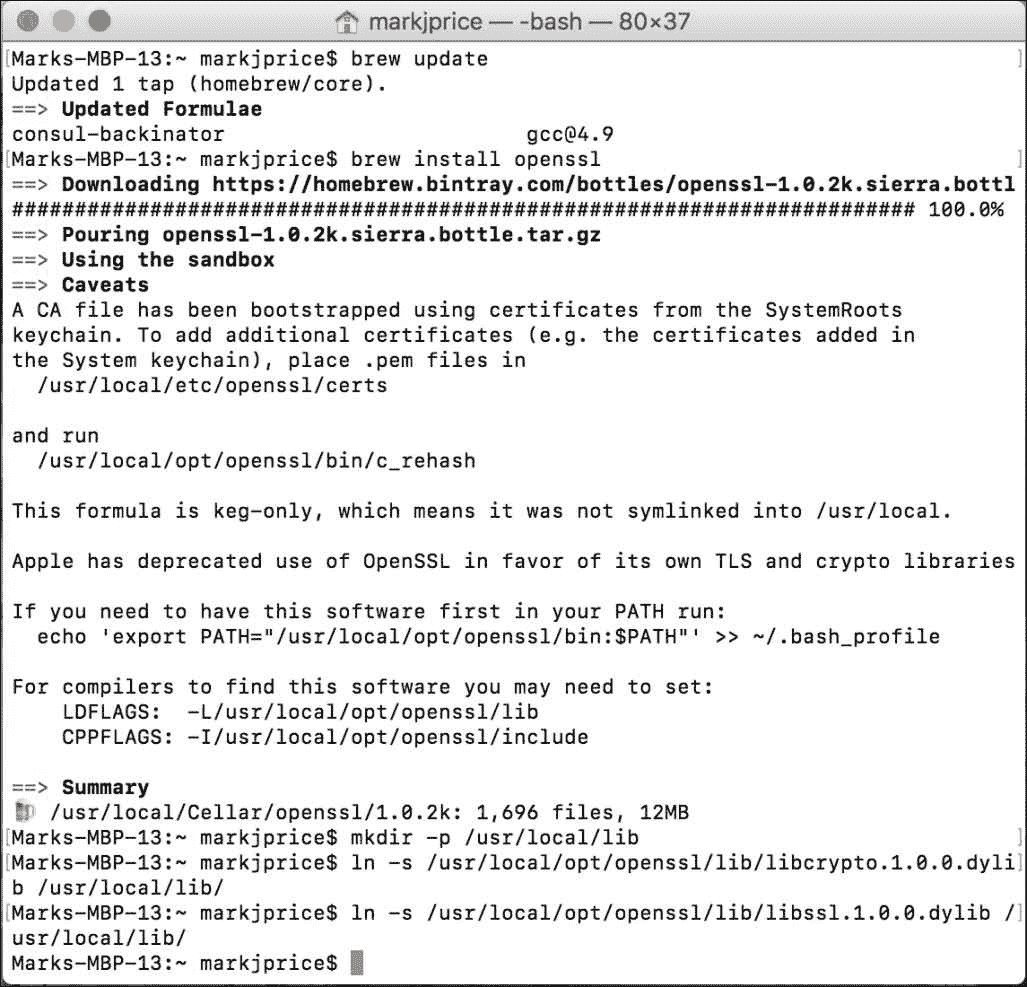 markjprice — -bash — 80×37
[Marks-MBP-13:~ markjprice$ brew update ]
Updated 1 tap (homebrew/core).
==> Updated Formulae
consul-backinator                        gcc@4.9
[Marks-MBP-13:~ markjprice$ brew install openssl ]
==> Downloading https://homebrew.bintray.com/bottles/openssl-1.0.2k.sierra.bottl
######################################################################## 100.0%
==> Pouring openssl-1.0.2k.sierra.bottle.tar.gz
==> Using the sandbox
==> Caveats
A CA file has been bootstrapped using certificates from the SystemRoots
keychain. To add additional certificates (e.g. the certificates added in
the System keychain), place .pem files in
  /usr/local/etc/openssl/certs
and run
  /usr/local/opt/openssl/bin/c_rehash
This formula is keg-only, which means it was not symlinked into /usr/local.
Apple has deprecated use of OpenSSL in favor of its own TLS and crypto libraries
If you need to have this software first in your PATH run:
  echo 'export PATH="/usr/local/opt/openssl/bin:$PATH"' >> ~/.bash_profile
For compilers to find this software you may need to set:
    LDFLAGS:  -L/usr/local/opt/openssl/lib
    CPPFLAGS: -I/usr/local/opt/openssl/include
==> Summary
🍺 /usr/local/Cellar/openssl/1.0.2k: 1,696 files, 12MB
[Marks-MBP-13:~ markjprice$ mkdir -p /usr/local/lib ]
[Marks-MBP-13:~ markjprice$ ln -s /usr/local/opt/openssl/lib/libcrypto.1.0.0.dyli]
b /usr/local/lib/
[Marks-MBP-13:~ markjprice$ ln -s /usr/local/opt/openssl/lib/libssl.1.0.0.dylib /]
usr/local/lib/
Marks-MBP-13:~ markjprice$